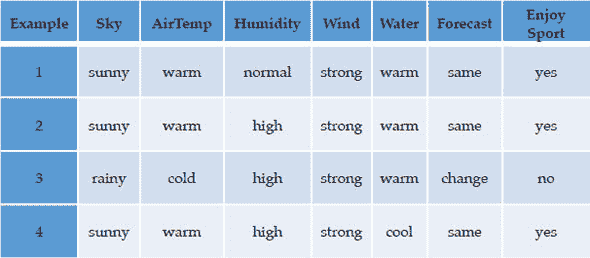 Example Sky AirTemp Humidity Wind Water Forecast Enjoy Sport
1 sunny warm normal strong warm same yes
2 sunny warm high strong warm same yes
3 rainy cold high strong warm change no
4 sunny warm high strong cool same yes